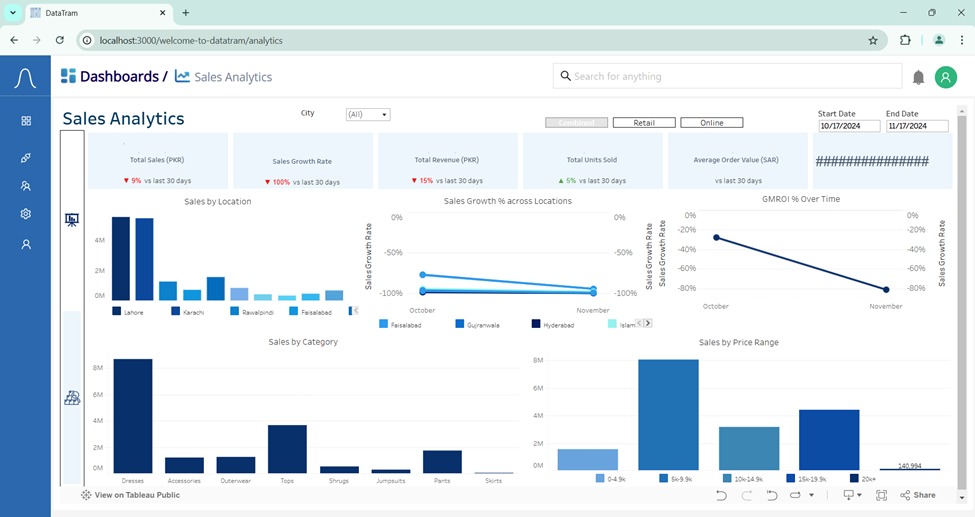 DataTram
localhost:3000/welcome-to-datatram/analytics
Dashboards / Sales Analytics
Search for anything
Sales Analytics
City
(All)
Combined
Retail
Online
Start Date
End Date
10/17/2024
11/17/2024
Total Sales (PKR)
▼ 9% vs last 30 days
Sales Growth Rate
▼ 100% vs last 30 days
Total Revenue (PKR)
▼ 15% vs last 30 days
Total Units Sold
▲ 5% vs last 30 days
Average Order Value (SAR)
vs last 30 days
###############
Sales by Location
4M
2M
0M
Lahore
Karachi
Rawalpindi
Faisalabad
Sales Growth % across Locations
Sales Growth Rate
0%
-50%
-100%
0%
-50%
-100%
Sales Growth Rate
October
November
Faisalabad
Gujranwala
Hyderabad
Islam
GMROI % Over Time
Sales Growth Rate
0%
-20%
-40%
-60%
-80%
0%
-20%
-40%
-60%
-80%
Sales Growth Rate
October
November
Sales by Category
8M
6M
4M
2M
0M
Dresses
Accessories
Outerwear
Tops
Shrugs
Jumpsuits
Pants
Skirts
Sales by Price Range
8M
6M
4M
2M
0M
140,994
0-4.9k
5k-9.9k
10k-14.9k
15k-19.9k
20k+
View on Tableau Public
Share